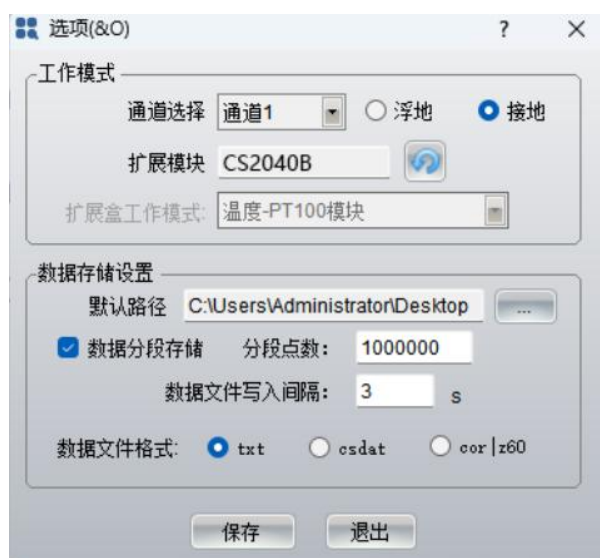 选项(&O) ?
工作模式
通道选择 通道1 浮地 接地
扩展模块 CS2040B
扩展盒工作模式: 温度-PT100模块
数据存储设置
默认路径 C:\Users\Administrator\Desktop ...
数据分段存储 分段点数: 1000000
数据文件写入间隔: 3 s
数据文件格式: txt csdat cor|z60
保存 退出